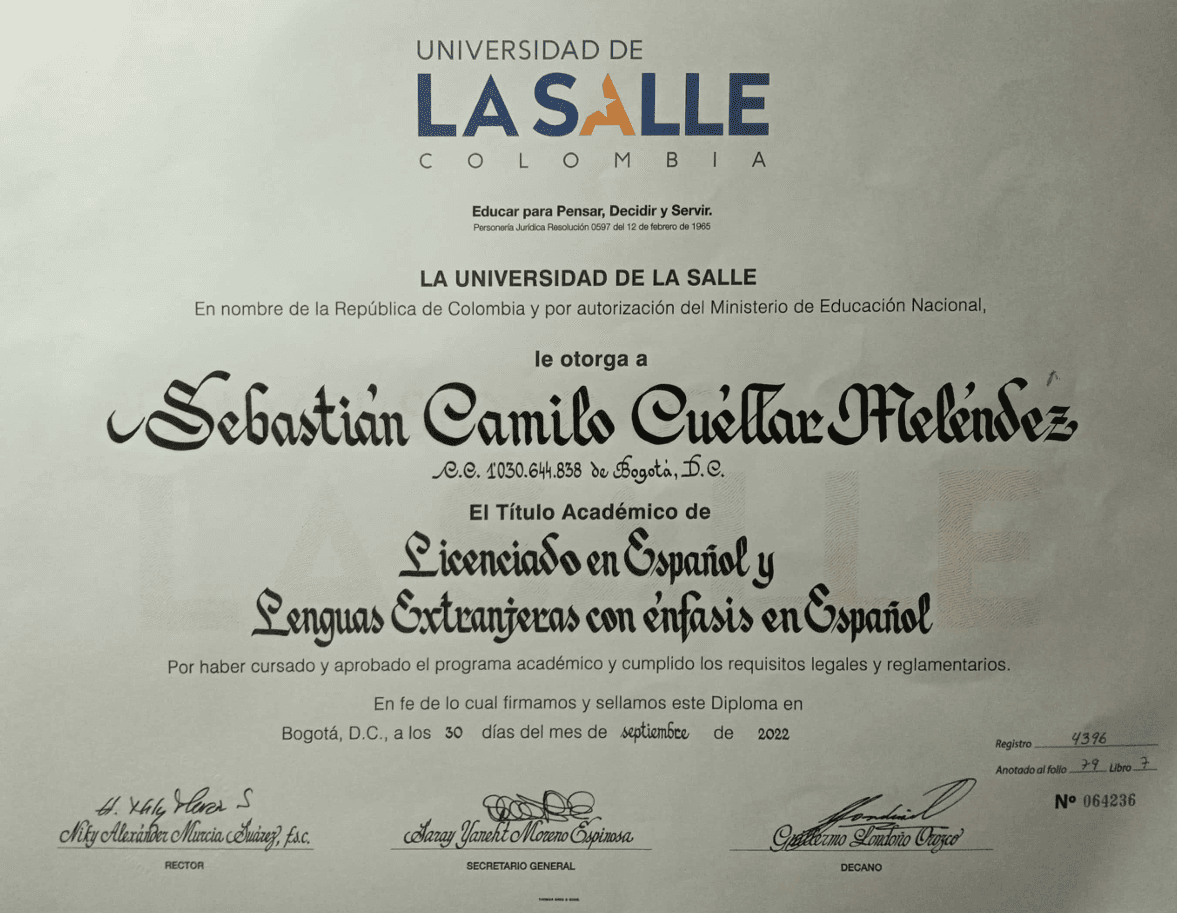 UNIVERSIDAD DE
LA SALLE
COLOMBIA
Educar para Pensar, Decidir y Servir.
Personería Jurídica Resolución 0597 del 12 de febrero de 1965
LA UNIVERSIDAD DE LA SALLE
En nombre de la República de Colombia y por autorización del Ministerio de Educación Nacional,
le otorga a
Sebastián Camilo Cuéllar Meléndez
C.C. 1'030.644.838 de Bogotá, D.C.
El Título Académico de
Licenciado en Español y
Lenguas Extranjeras con énfasis en Español
Por haber cursado y aprobado el programa académico y cumplido los requisitos legales y reglamentarios.
En fe de lo cual firmamos y sellamos este Diploma en
Bogotá, D.C., a los 30 días del mes de septiembre de 2022
Registro 4396
Anotado al folio 79 Libro 7
Nº 064236
Niky Alexánder Murcia Suárez, f.s.c.
RECTOR
Saray Yaneht Moreno Espinosa
SECRETARIO GENERAL
Guillermo Londoño Orozco
DECANO
LA SALLE